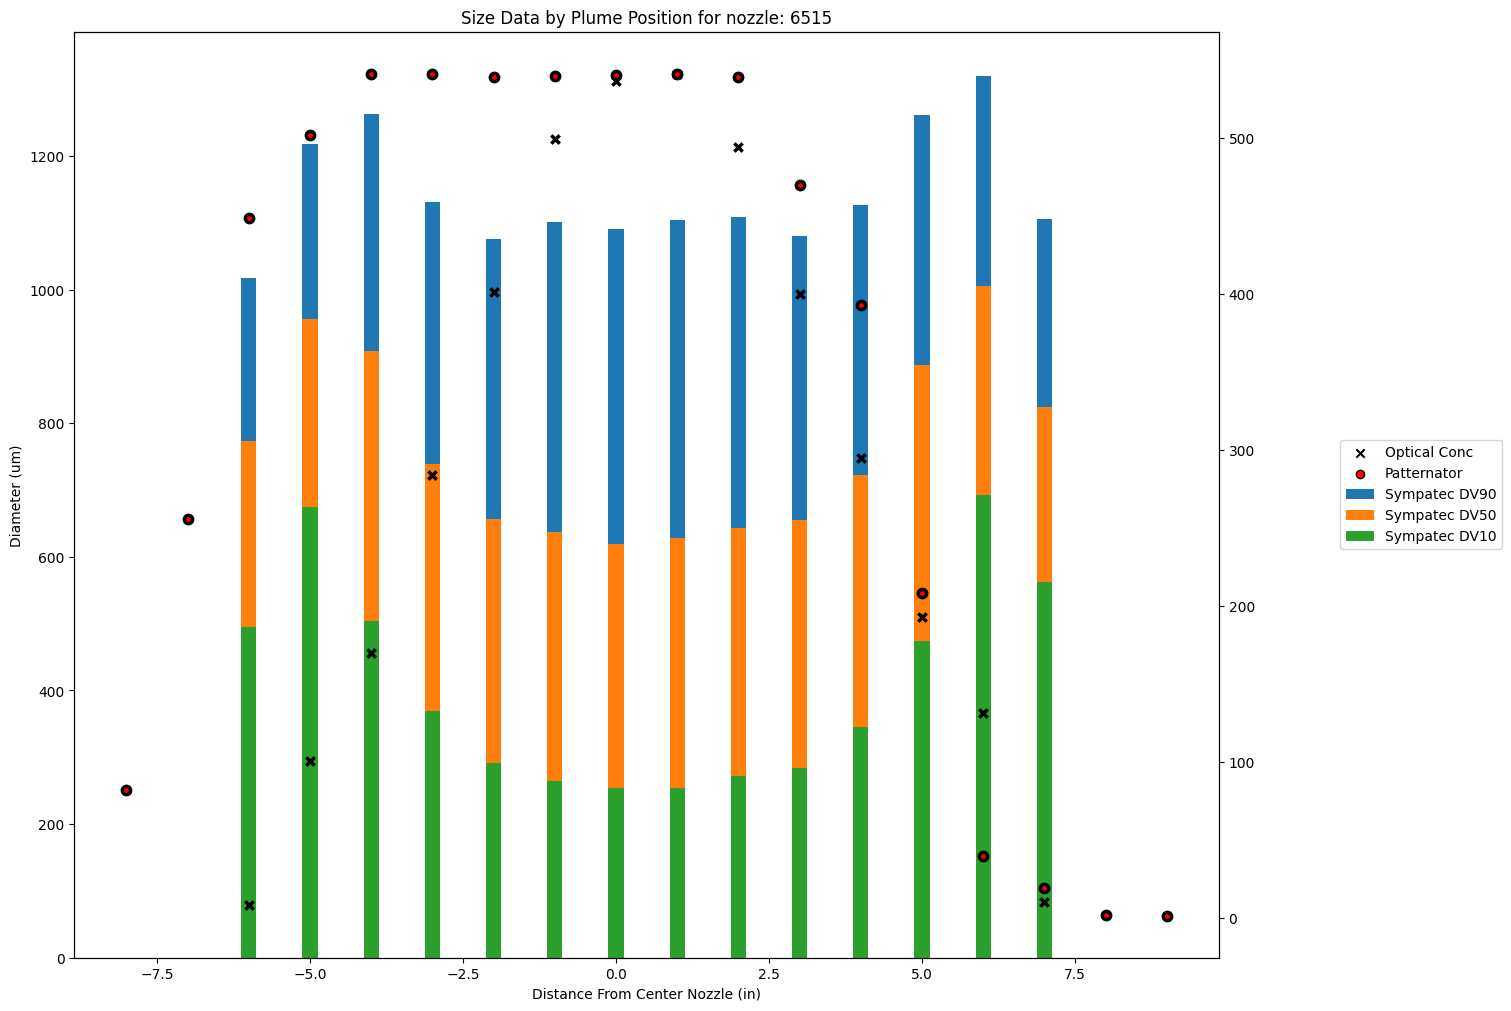 Size Data by Plume Position for nozzle: 6515
1200
1000
800
600
400
200
0
Diameter (um)
500
400
300
200
100
0
Optical Conc
Patternator
Sympatec DV90
Sympatec DV50
Sympatec DV10
−7.5 −5.0 −2.5 0.0 2.5 5.0 7.5
Distance From Center Nozzle (in)